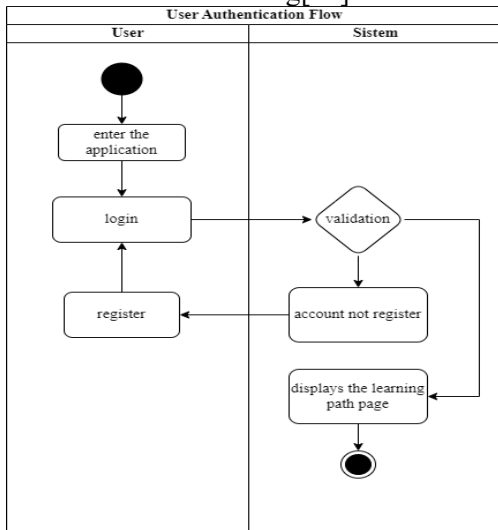 User Authentication Flow
User
Sistem
enter the
application
login
validation
register
account not register
displays the learning
path page